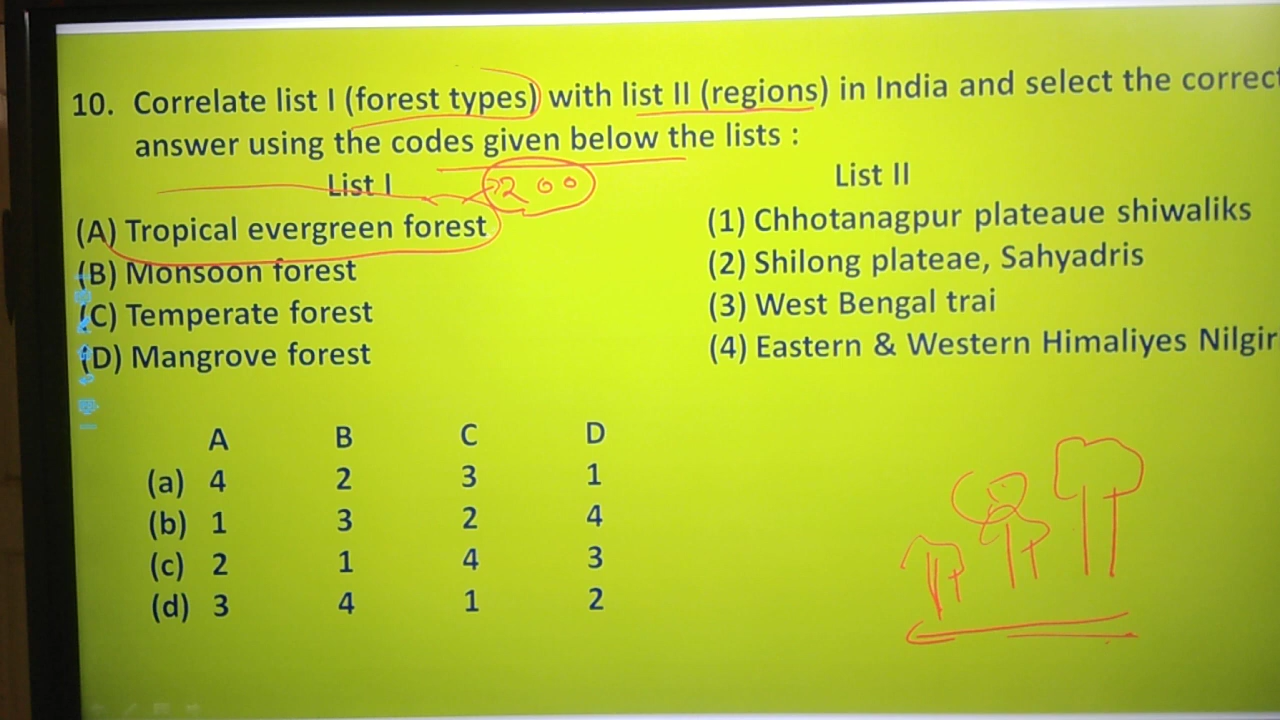 10. Correlate list I (forest types) with list II (regions) in India and select the correct
answer using the codes given below the lists :
List I List II
200
(A) Tropical evergreen forest (1) Chhotanagpur plateaue shiwaliks
(B) Monsoon forest (2) Shilong plateae, Sahyadris
(C) Temperate forest (3) West Bengal trai
(D) Mangrove forest (4) Eastern & Western Himaliyes Nilgir
A B C D
(a) 4 2 3 1
(b) 1 3 2 4
(c) 2 1 4 3
(d) 3 4 1 2